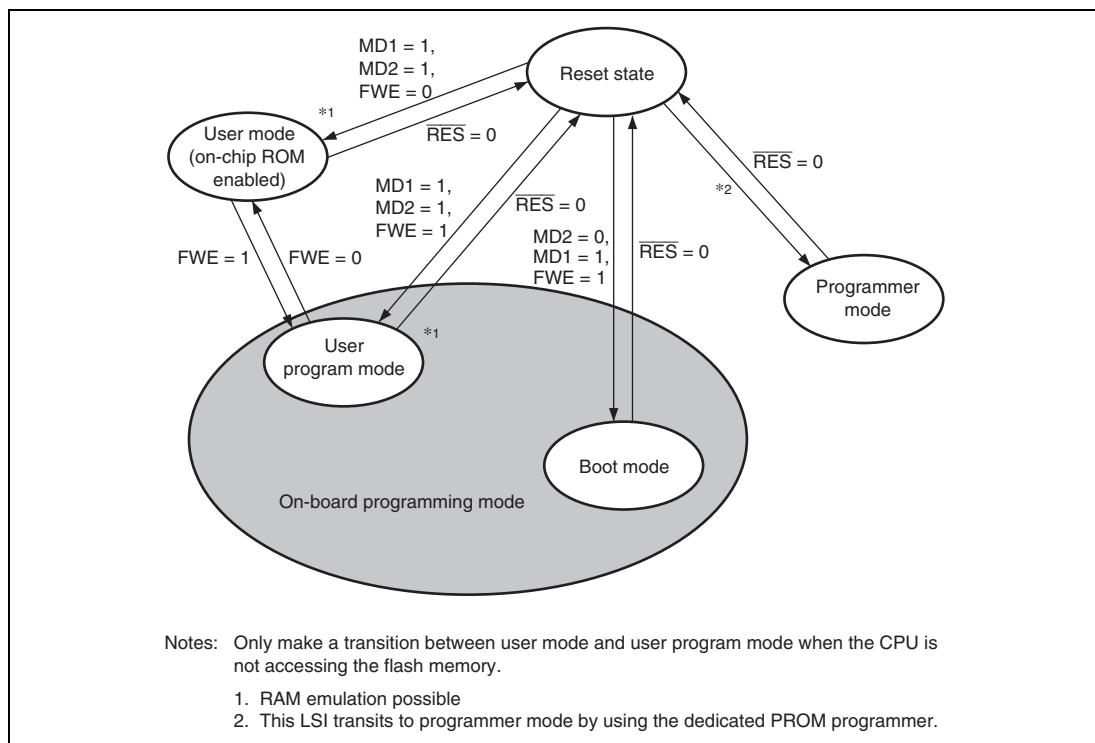 MD1 = 1,
MD2 = 1,
FWE = 0
Reset state
*1
RES = 0
User mode
(on-chip ROM
enabled)
MD1 = 1,
MD2 = 1,
FWE = 1
RES = 0
*2
RES = 0
MD2 = 0,
MD1 = 1,
FWE = 1
RES = 0
FWE = 1
FWE = 0
Programmer
mode
*1
User
program mode
Boot mode
On-board programming mode
Notes: Only make a transition between user mode and user program mode when the CPU is
not accessing the flash memory.
1. RAM emulation possible
2. This LSI transits to programmer mode by using the dedicated PROM programmer.